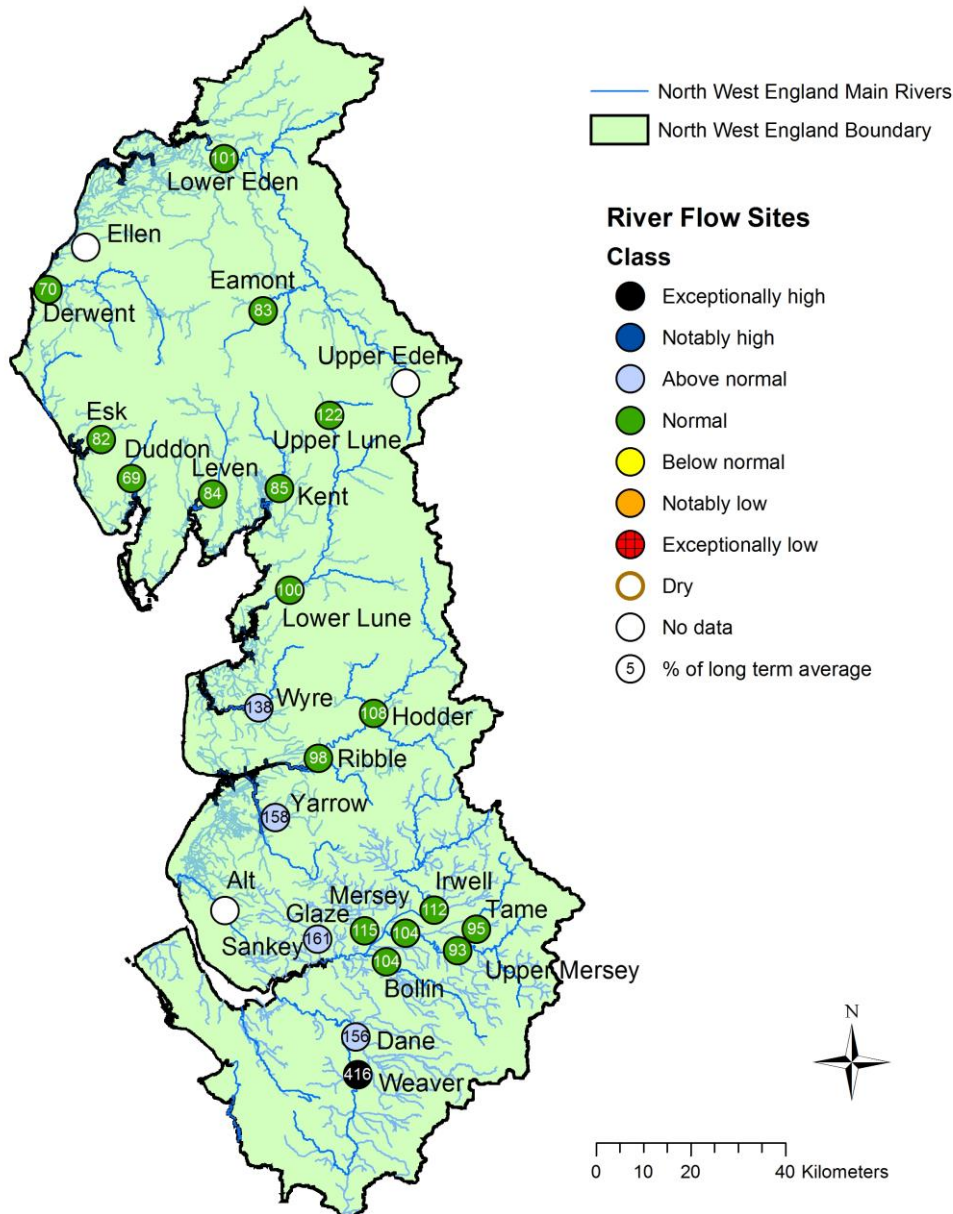 North West England Main Rivers
North West England Boundary
River Flow Sites
Class
Exceptionally high
Notably high
Above normal
Normal
Below normal
Notably low
Exceptionally low
Dry
No data
5 % of long term average
101
Lower Eden
Ellen
70
Derwent
Eamont
83
Upper Eden
122
Upper Lune
Esk
82
Duddon
69
Leven
84
85
Kent
100
Lower Lune
138
Wyre
108
Hodder
98
Ribble
158
Yarrow
Alt
Glaze
Mersey
Irwell
112
Tame
95
115
104
93
Upper Mersey
Sankey
161
104
Bollin
156
Dane
416
Weaver
N
0 10 20 40 Kilometers